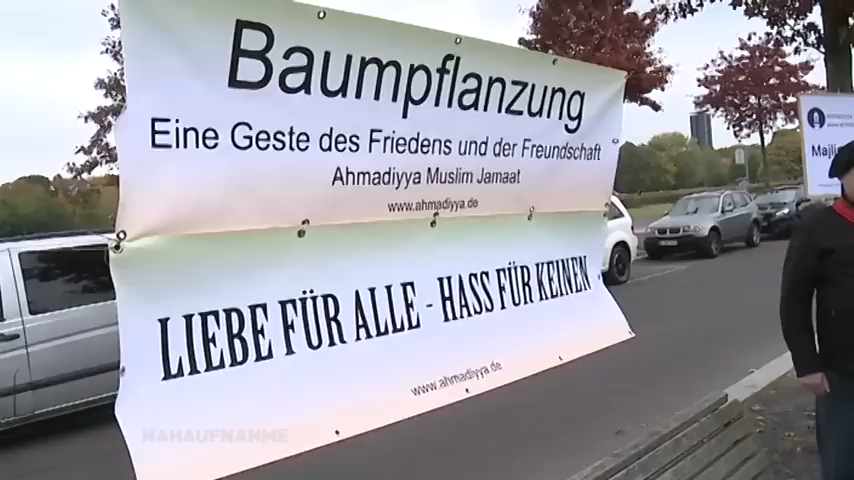 Baumpflanzung
Eine Geste des Friedens und der Freundschaft
Ahmadiyya Muslim Jamaat
www.ahmadiyya.de
LIEBE FÜR ALLE - HASS FÜR KEINEN
www.ahmadiyya.de
NAHAUFNAHME